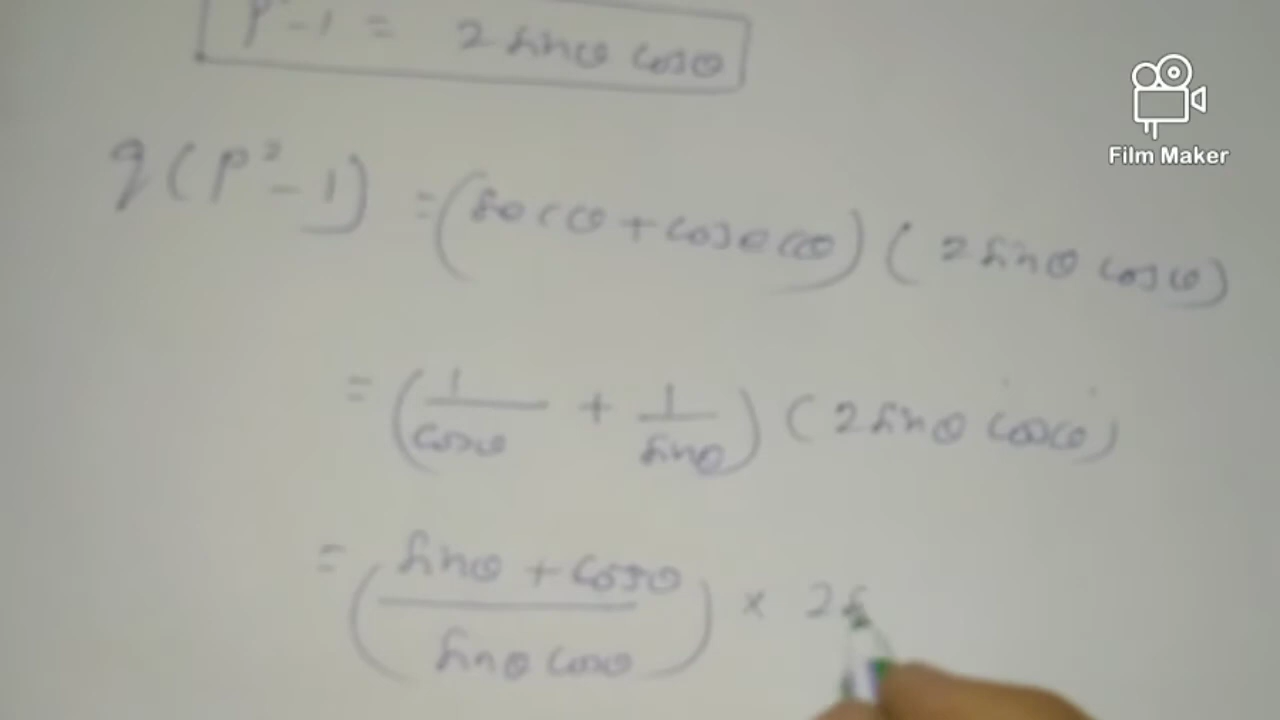 p²-1 = 2 sinθ cosθ
Film Maker
q(p²-1) = (secθ + cosecθ) (2 sinθ cosθ)
= (1/cosθ + 1/sinθ) (2 sinθ cosθ)
= (sinθ + cosθ / sinθ cosθ) × 2s